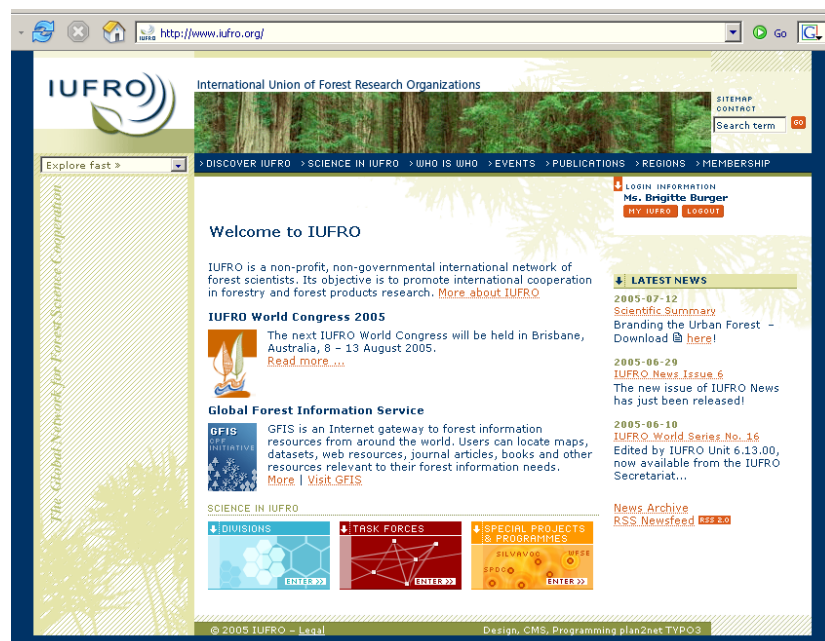 http://www.iufro.org/
Go
IUFRO
International Union of Forest Research Organizations
SITEMAP
CONTACT
Search term
GO
Explore fast »
> DISCOVER IUFRO > SCIENCE IN IUFRO > WHO IS WHO > EVENTS > PUBLICATIONS > REGIONS > MEMBERSHIP
The Global Network for Forest Science Cooperation
LOGIN INFORMATION
Ms. Brigitte Burger
MY IUFRO LOGOUT
Welcome to IUFRO
IUFRO is a non-profit, non-governmental international network of
forest scientists. Its objective is to promote international cooperation
in forestry and forest products research. More about IUFRO
IUFRO World Congress 2005
The next IUFRO World Congress will be held in Brisbane,
Australia, 8 – 13 August 2005.
Read more ...
Global Forest Information Service
GFIS
CPF
INITIATIVE
GFIS is an Internet gateway to forest information
resources from around the world. Users can locate maps,
datasets, web resources, journal articles, books and other
resources relevant to their forest information needs.
More | Visit GFIS
SCIENCE IN IUFRO
DIVISIONS
ENTER >>
TASK FORCES
ENTER >>
SPECIAL PROJECTS
& PROGRAMMES
SILVAVOC WFSE
SPDC
ENTER >>
LATEST NEWS
2005-07-12
Scientific Summary
Branding the Urban Forest –
Download here!
2005-06-29
IUFRO News Issue 6
The new issue of IUFRO News
has just been released!
2005-06-10
IUFRO World Series No. 16
Edited by IUFRO Unit 6.13.00,
now available from the IUFRO
Secretariat...
News Archive
RSS Newsfeed RSS 2.0
© 2005 IUFRO – Legal
Design, CMS, Programming plan2net TYPO3